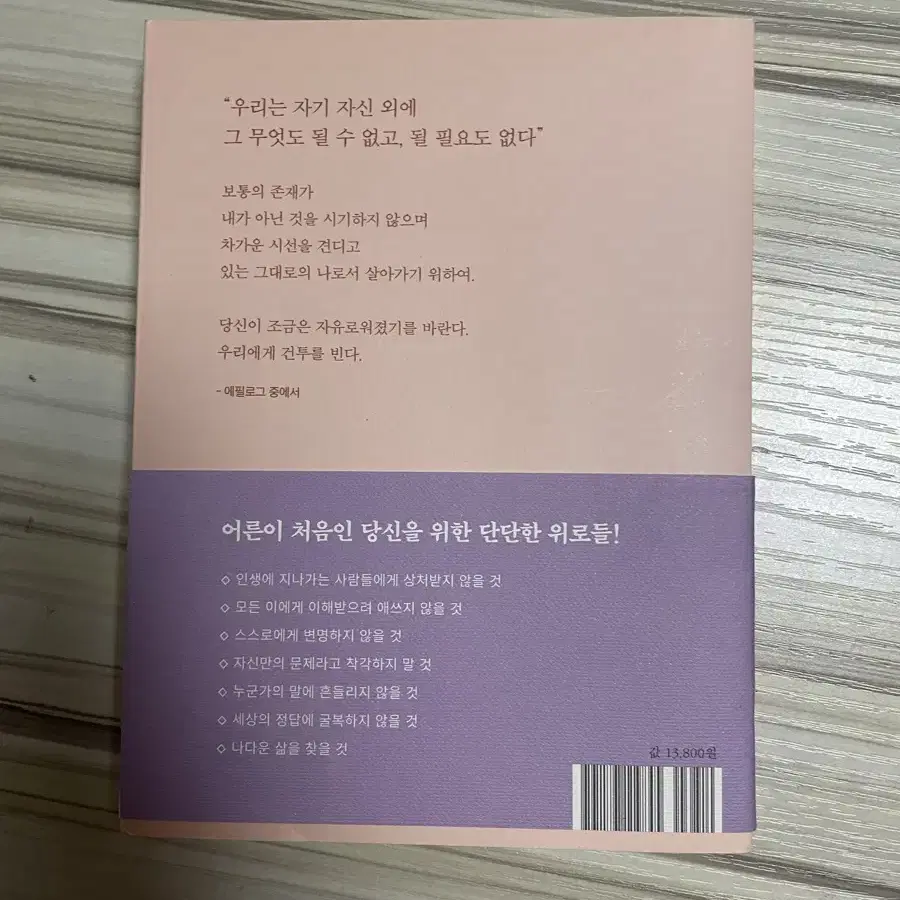 “우리는 자기 자신 외에
그 무엇도 될 수 없고, 될 필요도 없다”
보통의 존재가
내가 아닌 것을 시기하지 않으며
차가운 시선을 견디고
있는 그대로의 나로서 살아가기 위하여.
당신이 조금은 자유로워졌기를 바란다.
우리에게 건투를 빈다.
- 에필로그 중에서
어른이 처음인 당신을 위한 단단한 위로들!
◇ 인생에 지나가는 사람들에게 상처받지 않을 것
◇ 모든 이에게 이해받으려 애쓰지 않을 것
◇ 스스로에게 변명하지 않을 것
◇ 자신만의 문제라고 착각하지 말 것
◇ 누군가의 말에 흔들리지 않을 것
◇ 세상의 정답에 굴복하지 않을 것
◇ 나다운 삶을 찾을 것
값 13,800원